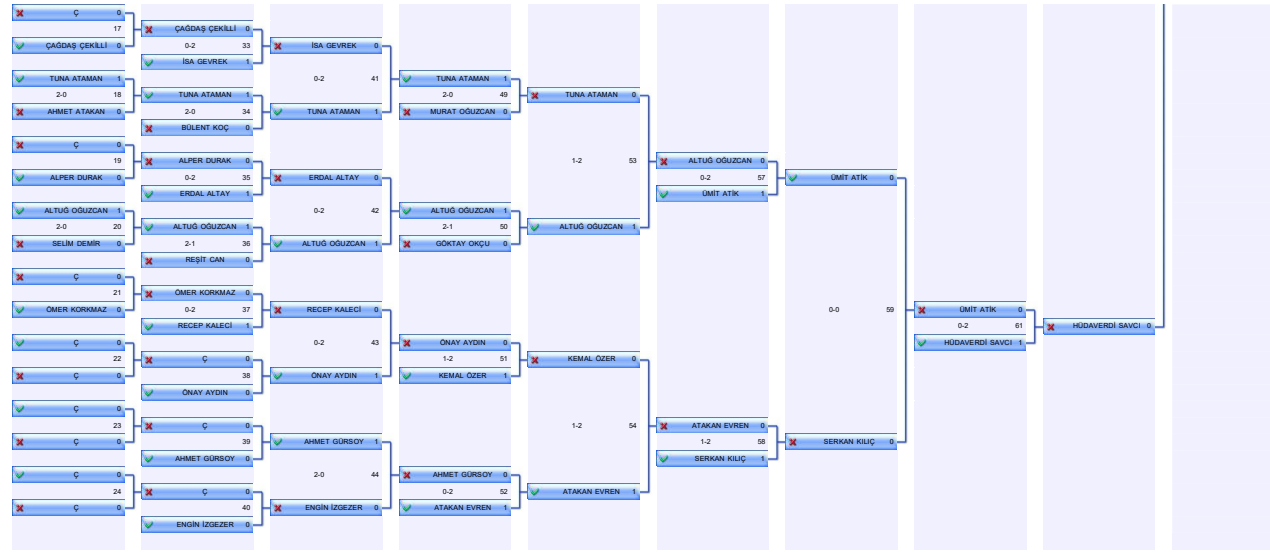 Ç 0
17
ÇAĞDAŞ ÇEKİLLİ 0
TUNA ATAMAN 1
2-0 18
AHMET ATAKAN 0
Ç 0
19
ALPER DURAK 0
ALTUĞ OĞUZCAN 1
2-0 20
SELİM DEMİR 0
Ç 0
21
ÖMER KORKMAZ 0
Ç 0
22
Ç 0
Ç 0
23
Ç 0
Ç 0
24
Ç 0
ÇAĞDAŞ ÇEKİLLİ 0
0-2 33
İSA GEVREK 1
TUNA ATAMAN 1
2-0 34
BÜLENT KOÇ 0
ALPER DURAK 0
0-2 35
ERDAL ALTAY 1
ALTUĞ OĞUZCAN 1
2-1 36
REŞİT CAN 0
ÖMER KORKMAZ 0
0-2 37
RECEP KALECİ 1
Ç 0
38
ÖNAY AYDIN 0
Ç 0
39
AHMET GÜRSOY 0
Ç 0
40
ENGİN İZGEZER 0
İSA GEVREK 0
0-2 41
TUNA ATAMAN 1
ERDAL ALTAY 0
0-2 42
ALTUĞ OĞUZCAN 1
RECEP KALECİ 0
0-2 43
ÖNAY AYDIN 1
AHMET GÜRSOY 1
2-0 44
ENGİN İZGEZER 0
TUNA ATAMAN 1
2-0 49
MURAT OĞUZCAN 0
ALTUĞ OĞUZCAN 1
2-1 50
GÖKTAY OKÇU 0
ÖNAY AYDIN 0
1-2 51
KEMAL ÖZER 1
AHMET GÜRSOY 0
0-2 52
ATAKAN EVREN 1
TUNA ATAMAN 0
1-2 53
ALTUĞ OĞUZCAN 1
KEMAL ÖZER 0
1-2 54
ATAKAN EVREN 1
ALTUĞ OĞUZCAN 0
0-2 57
ÜMİT ATİK 1
ATAKAN EVREN 0
1-2 58
SERKAN KILIÇ 1
ÜMİT ATİK 0
0-0 59
SERKAN KILIÇ 0
ÜMİT ATİK 0
0-2 61
HÜDAVERDİ SAVCI 1
HÜDAVERDİ SAVCI 0